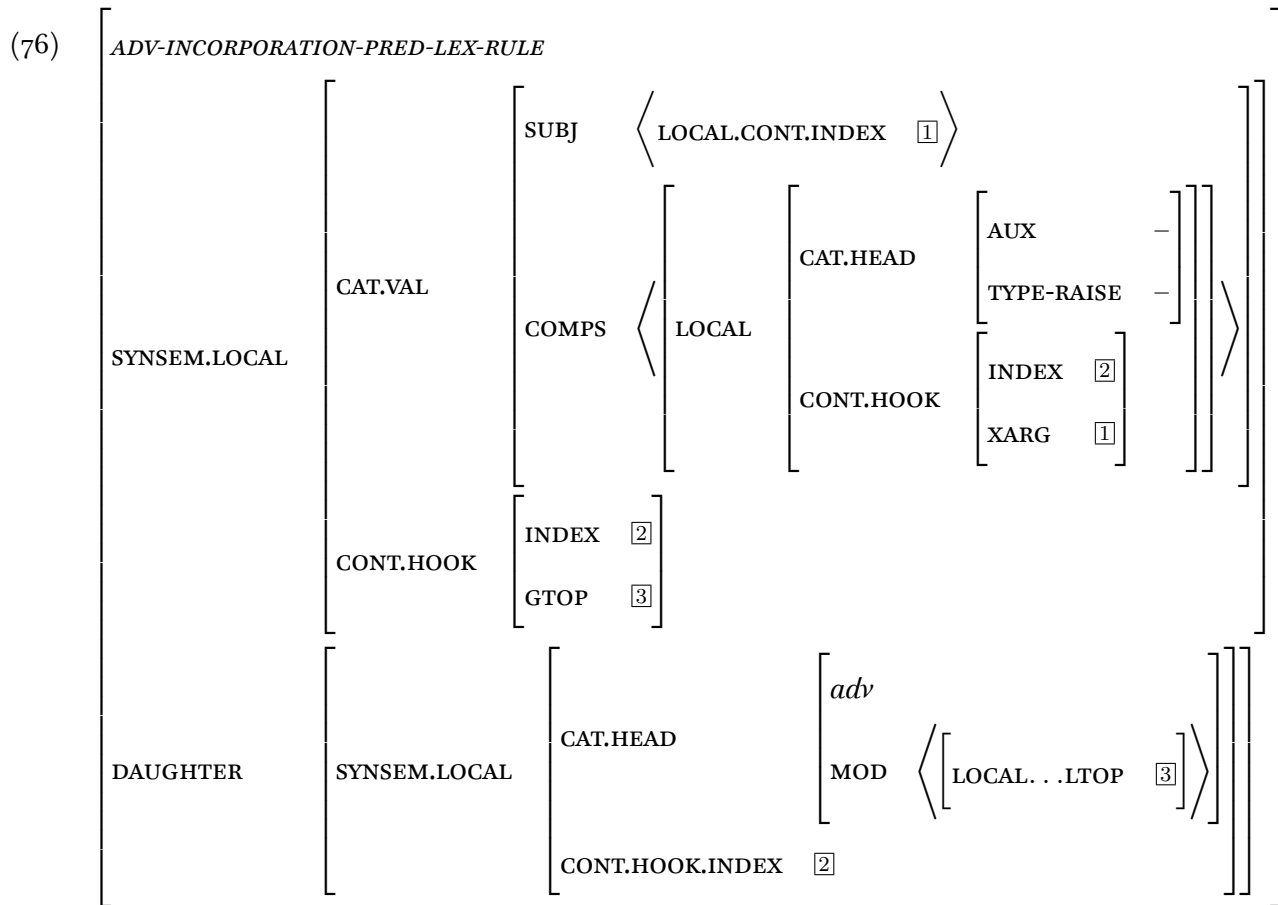 (76) ADV-INCORPORATION-PRED-LEX-RULE
SUBJ ⟨LOCAL.CONT.INDEX 1⟩
AUX –
CAT.HEAD
TYPE-RAISE –
CAT.VAL
COMPS ⟨LOCAL
SYNSEM.LOCAL
INDEX 2
CONT.HOOK
XARG 1
⟩
INDEX 2
CONT.HOOK
GTOP 3
adv
CAT.HEAD
DAUGHTER SYNSEM.LOCAL MOD ⟨[LOCAL. . .LTOP 3]⟩
CONT.HOOK.INDEX 2